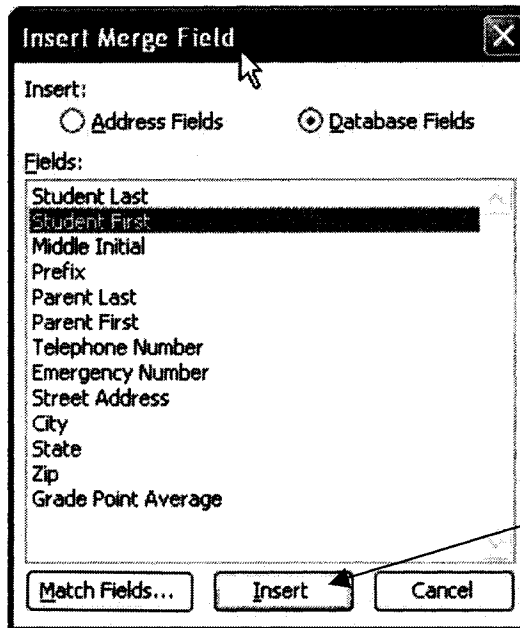 Insert Merge Field
Insert:
Address Fields Database Fields
Fields:
Student Last
Student First
Middle Initial
Prefix
Parent Last
Parent First
Telephone Number
Emergency Number
Street Address
City
State
Zip
Grade Point Average
Match Fields... Insert Cancel